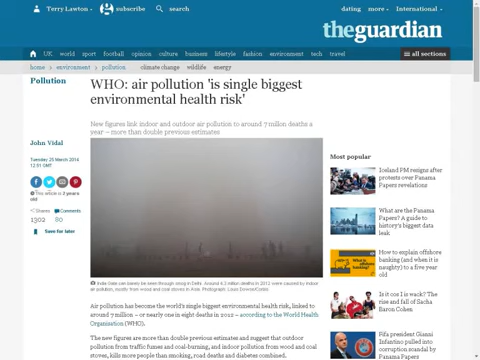 Terry Lawton
subscribe
search
dating more International
theguardian
UK world sport football opinion culture business lifestyle fashion environment tech travel all sections
home environment pollution climate change wildlife energy
Pollution
WHO: air pollution 'is single biggest
environmental health risk'
New figures link indoor and outdoor air pollution to around 7 million deaths a
year – more than double previous estimates
John Vidal
Tuesday 25 March 2014
This article is 2 years
old
Shares Comments
1302 80
Save for later
Most popular
Iceland PM resigns after
protests over Panama
Papers revelations
What are the Panama
Papers? A guide to
history's biggest data
leak
How to explain offshore
banking (and when it is
naughty) to a five year
old
Is it cos I is wack? The
rise and fall of Sacha
Baron Cohen
Fifa president Gianni
Infantino pulled into
corruption scandal by
Panama Papers
Air pollution has become the world's single biggest environmental health risk, linked to
around 7 million – or nearly one in eight deaths in 2012 – according to the World Health
Organisation (WHO).
The new figures are more than double previous estimates and suggest that outdoor
pollution from traffic fumes and coal-burning, and indoor pollution from wood and coal
stoves, kills more people than smoking, road deaths and diabetes combined.